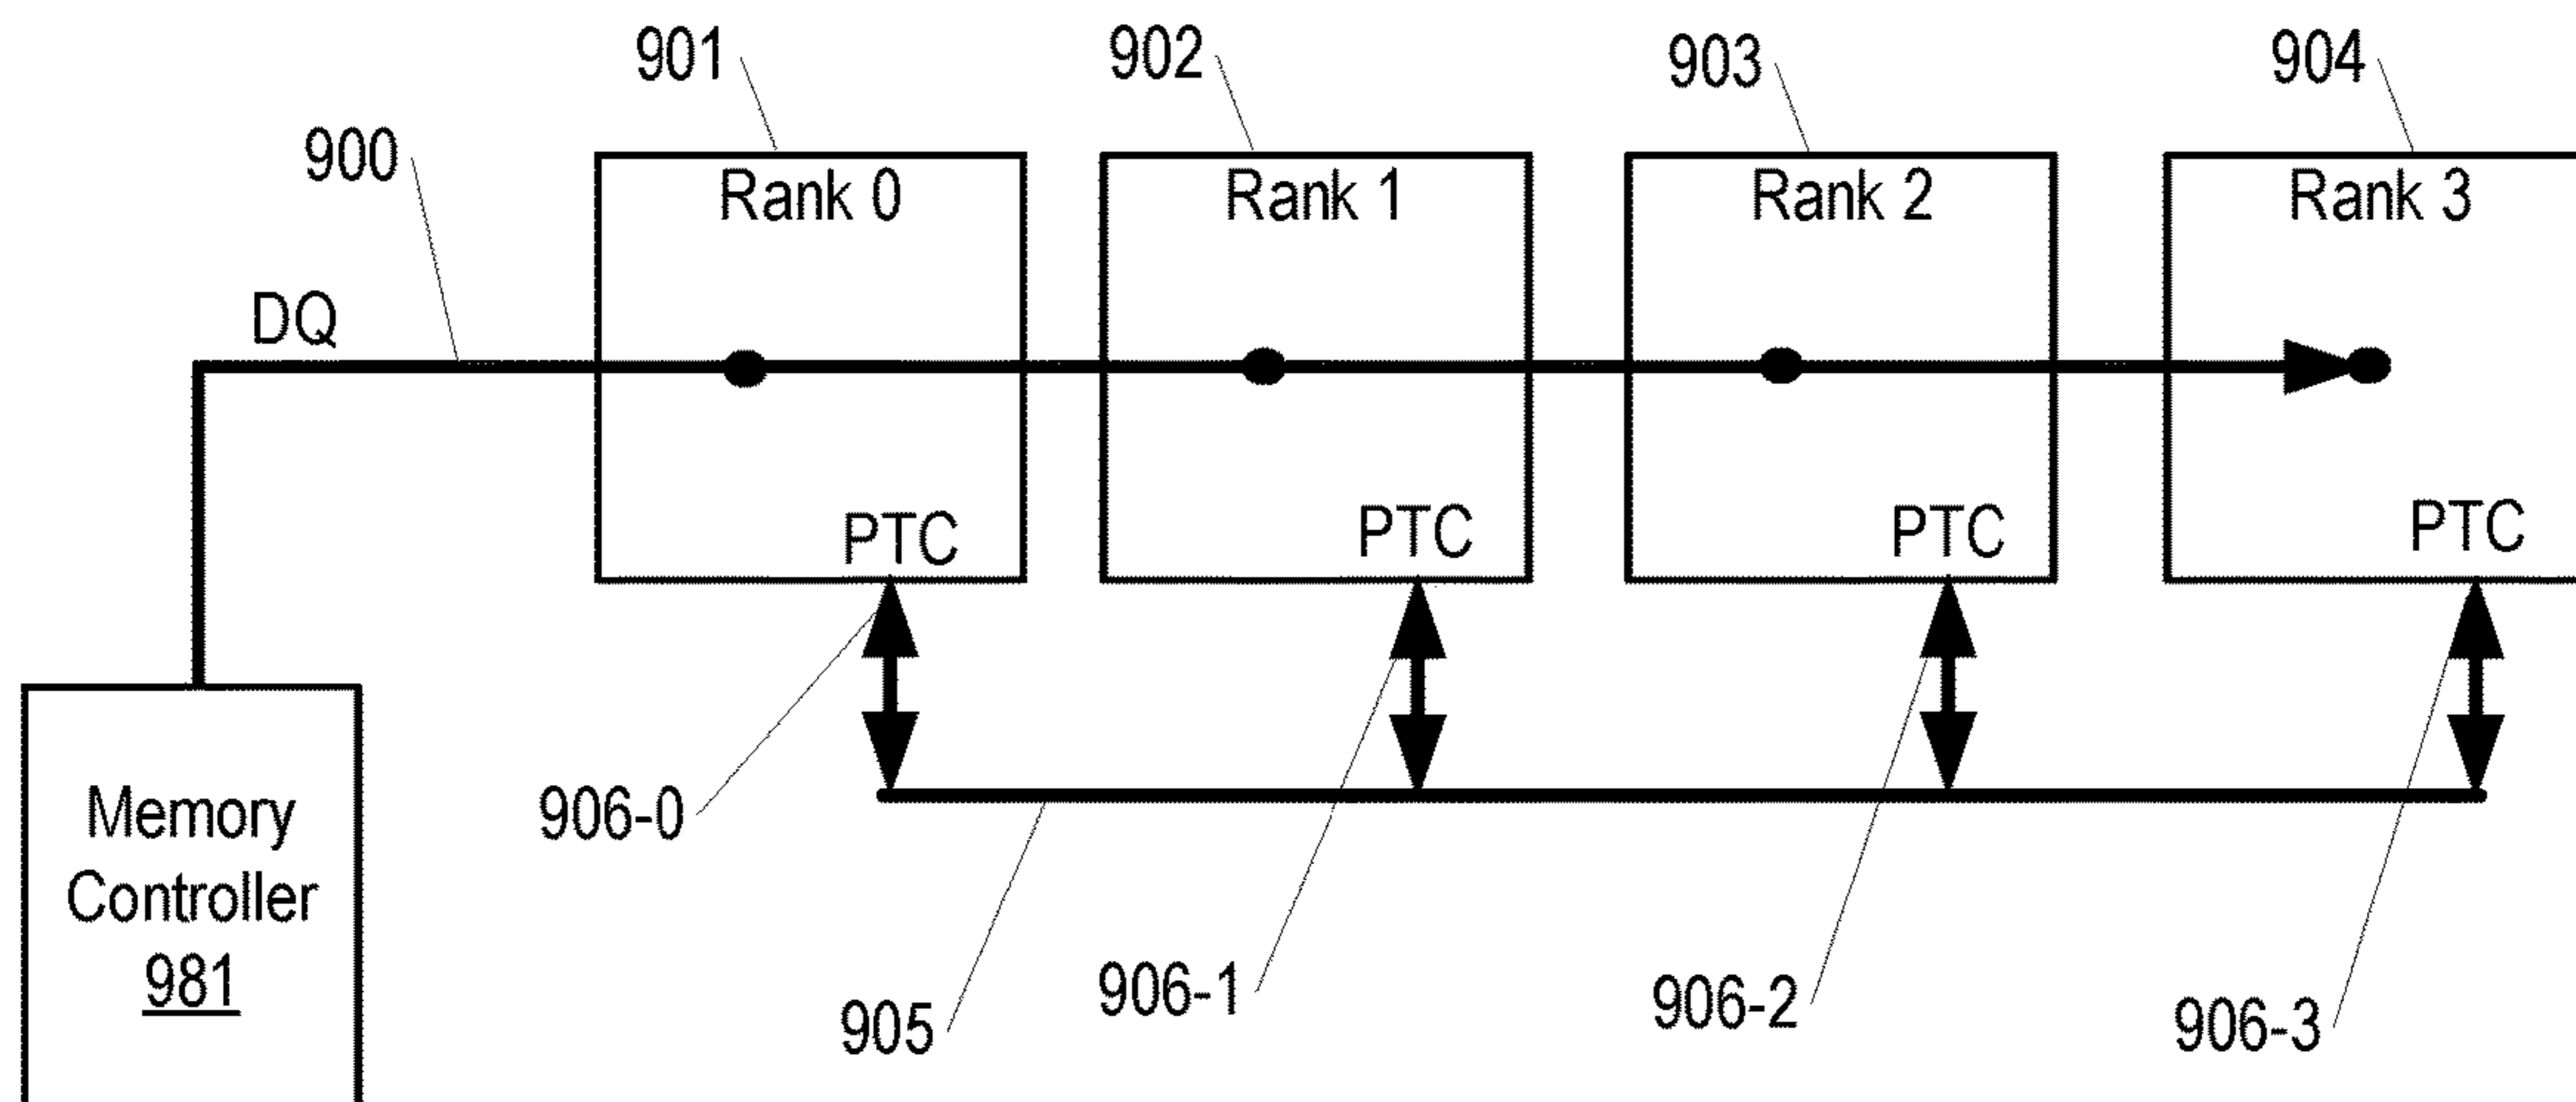 901
902
903
904
900
Rank 0
Rank 1
Rank 2
Rank 3
DQ
PTC
PTC
PTC
PTC
906-0
906-1
906-2
906-3
905
Memory
Controller
981